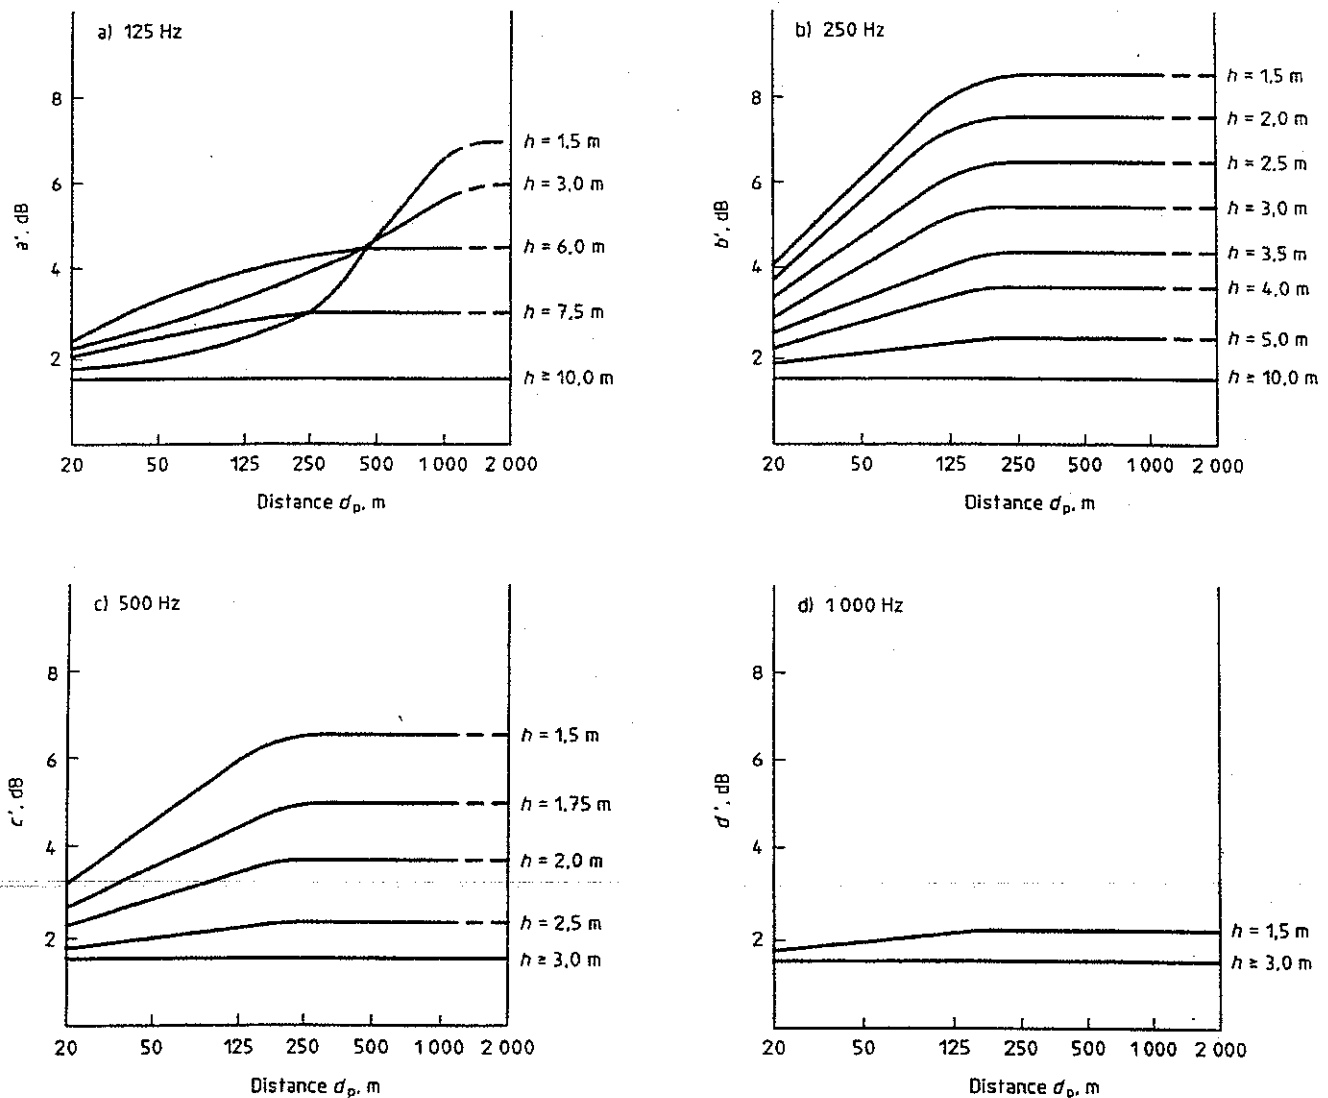 a) 125 Hz
8
6
4
2
a', dB
h = 1,5 m
h = 3,0 m
h = 6,0 m
h = 7,5 m
h ≥ 10,0 m
20 50 125 250 500 1 000 2 000
Distance dp, m
b) 250 Hz
8
6
4
2
b', dB
h = 1,5 m
h = 2,0 m
h = 2,5 m
h = 3,0 m
h = 3,5 m
h = 4,0 m
h = 5,0 m
h ≥ 10,0 m
20 50 125 250 500 1 000 2 000
Distance dp, m
c) 500 Hz
8
6
4
2
c', dB
h = 1,5 m
h = 1,75 m
h = 2,0 m
h = 2,5 m
h ≥ 3,0 m
20 50 125 250 500 1 000 2 000
Distance dp, m
d) 1 000 Hz
8
6
4
2
d', dB
h = 1,5 m
h ≥ 3,0 m
20 50 125 250 500 1 000 2 000
Distance dp, m